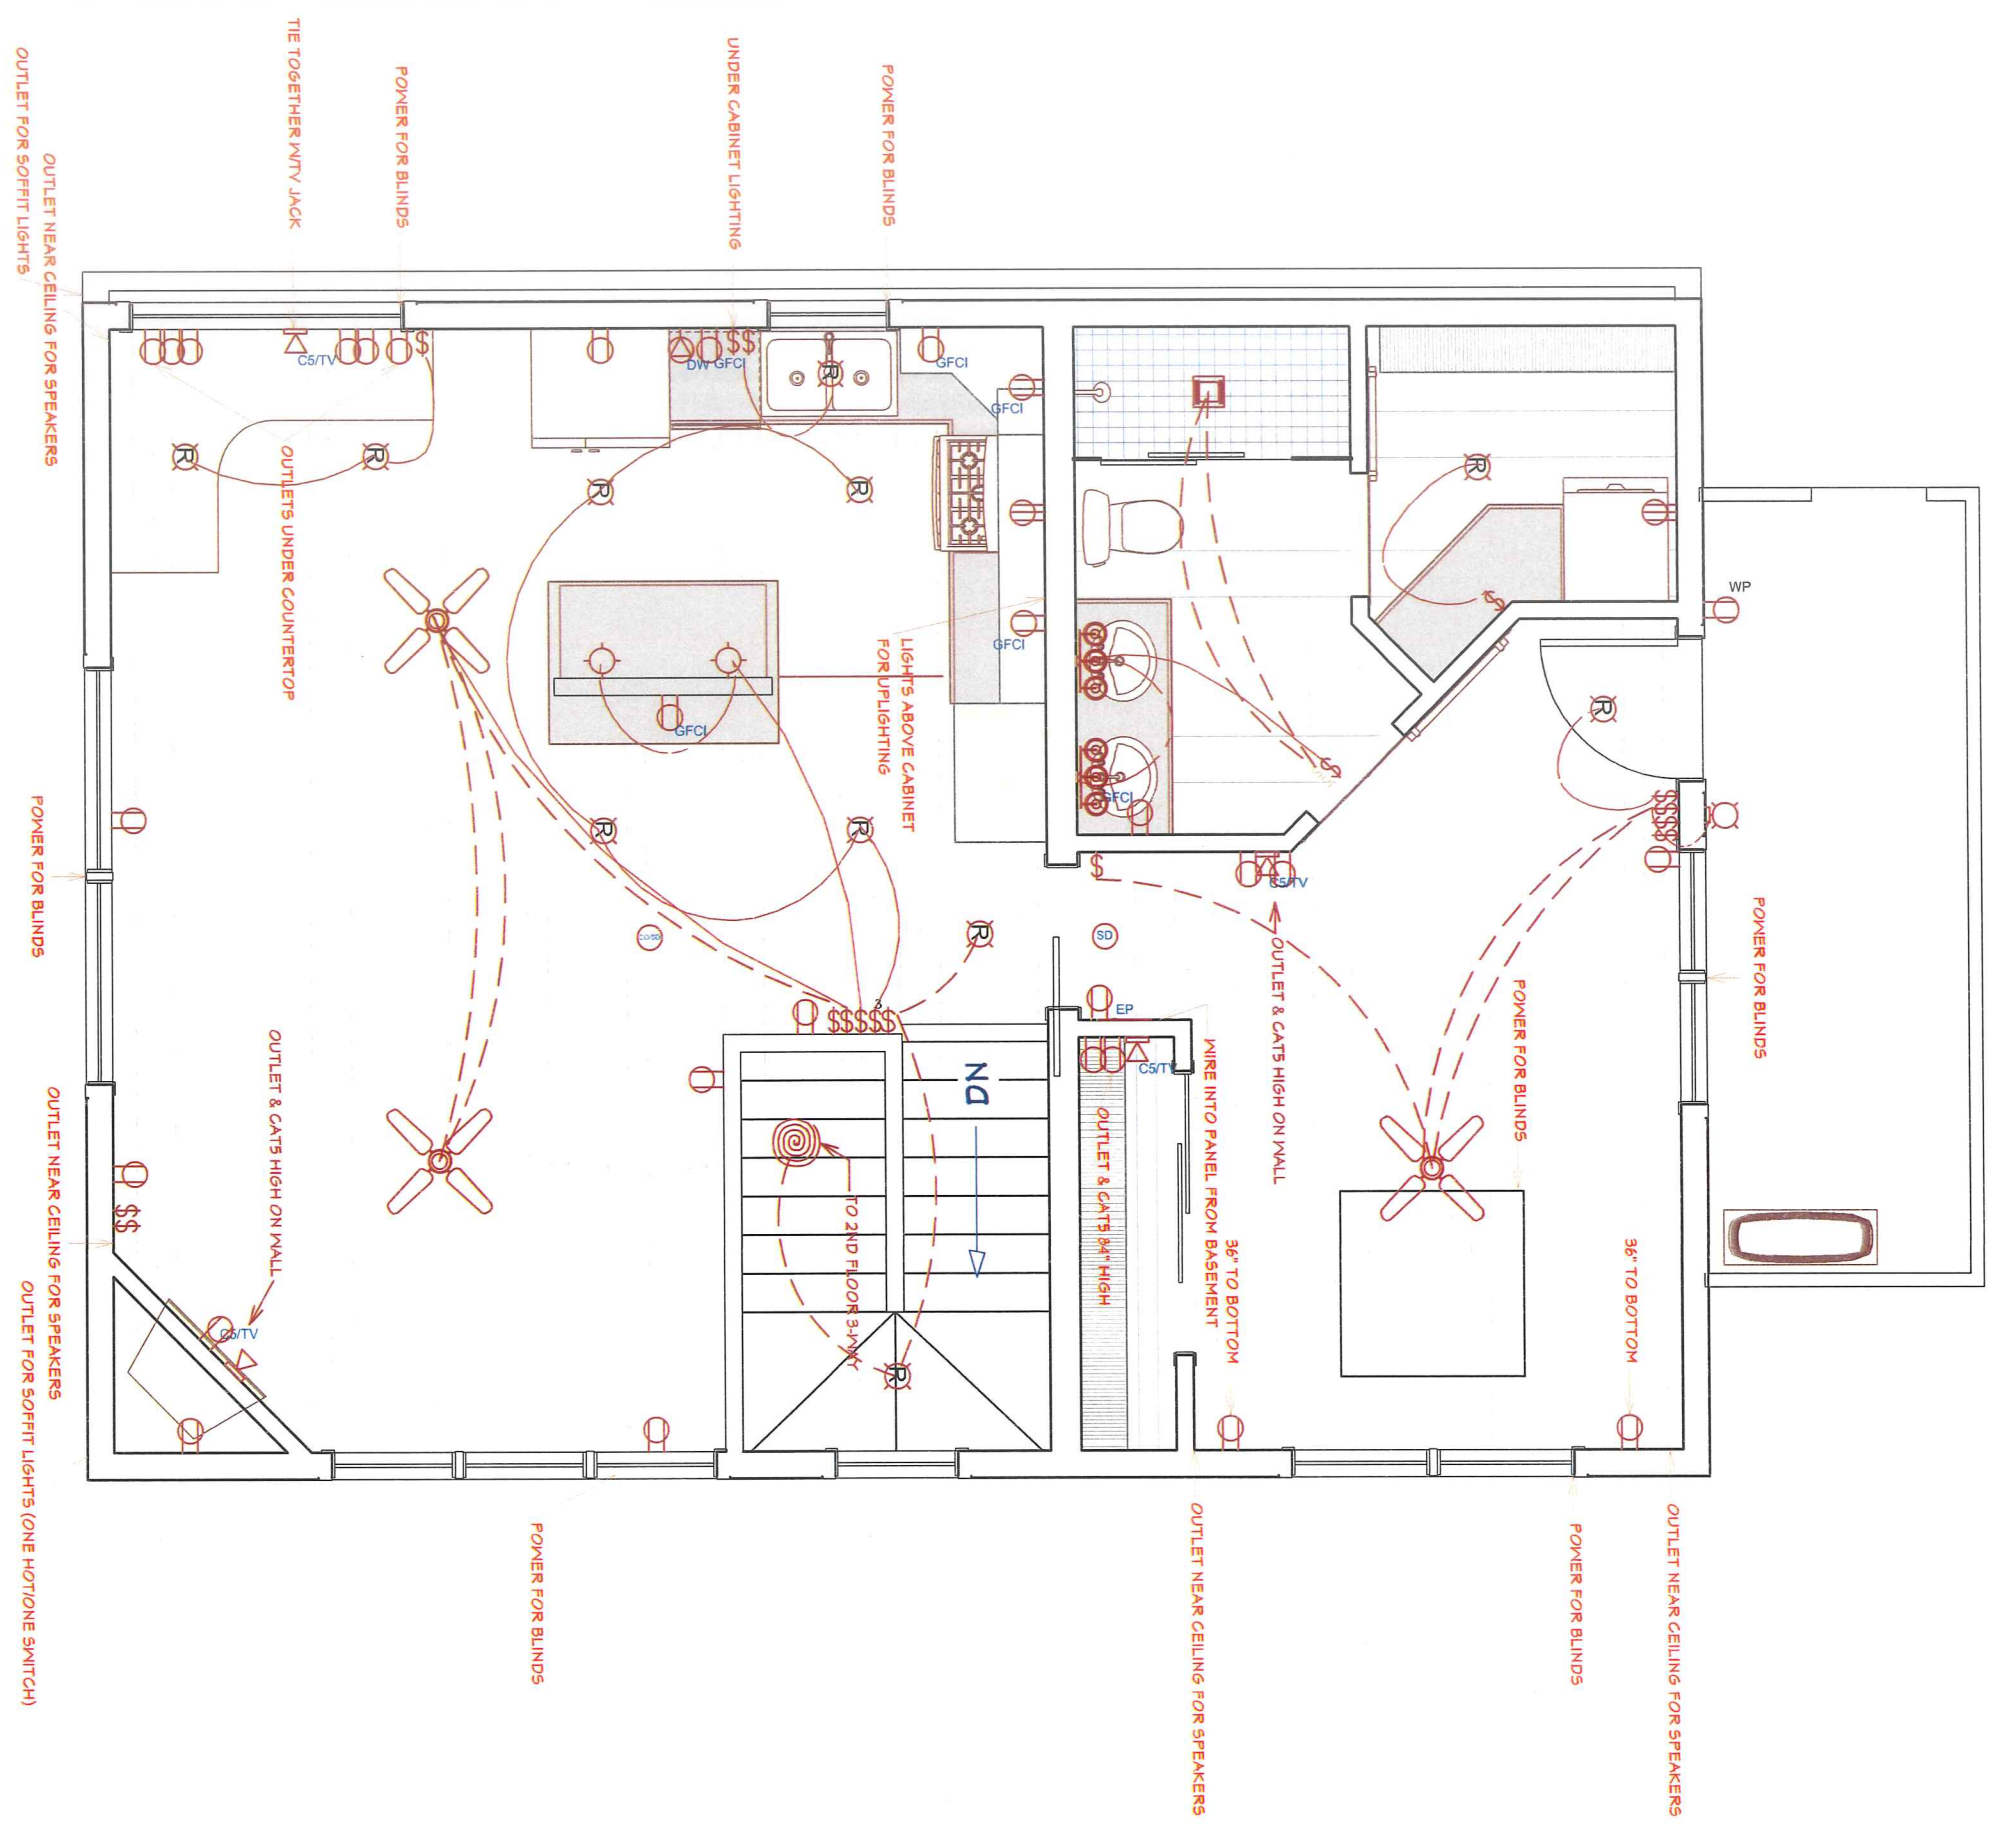 OUTLET FOR SOFFIT LIGHTS
OUTLET NEAR CEILING FOR SPEAKERS
TIE TOGETHER W/TV JACK
POWER FOR BLINDS
UNDER CABINET LIGHTING
POWER FOR BLINDS
$
C5/TV
$$
DW
GFCI
GFCI
GFCI
R
R
R
OUTLETS UNDER COUNTERTOP
R
R
R
$
WP
GFCI
GFCI
LIGHTS ABOVE CABINET
FOR UPLIGHTING
R
$
GFCI
R
R
$$$$
POWER FOR BLINDS
$
C5/TV
POWER FOR BLINDS
CO/SD
R
SD
OUTLET & CAT5 HIGH ON WALL
POWER FOR BLINDS
3
$$$$$
EP
DN
C5/TV
WIRE INTO PANEL FROM BASEMENT
OUTLET & CAT5 HIGH ON WALL
OUTLET NEAR CEILING FOR SPEAKERS
$$
TO 2ND FLOOR 3-WAY
OUTLET & CAT5 84" HIGH
36" TO BOTTOM
36" TO BOTTOM
C5/TV
R
OUTLET FOR SOFFIT LIGHTS (ONE HOT/ONE SWITCH)
POWER FOR BLINDS
OUTLET NEAR CEILING FOR SPEAKERS
POWER FOR BLINDS
OUTLET NEAR CEILING FOR SPEAKERS